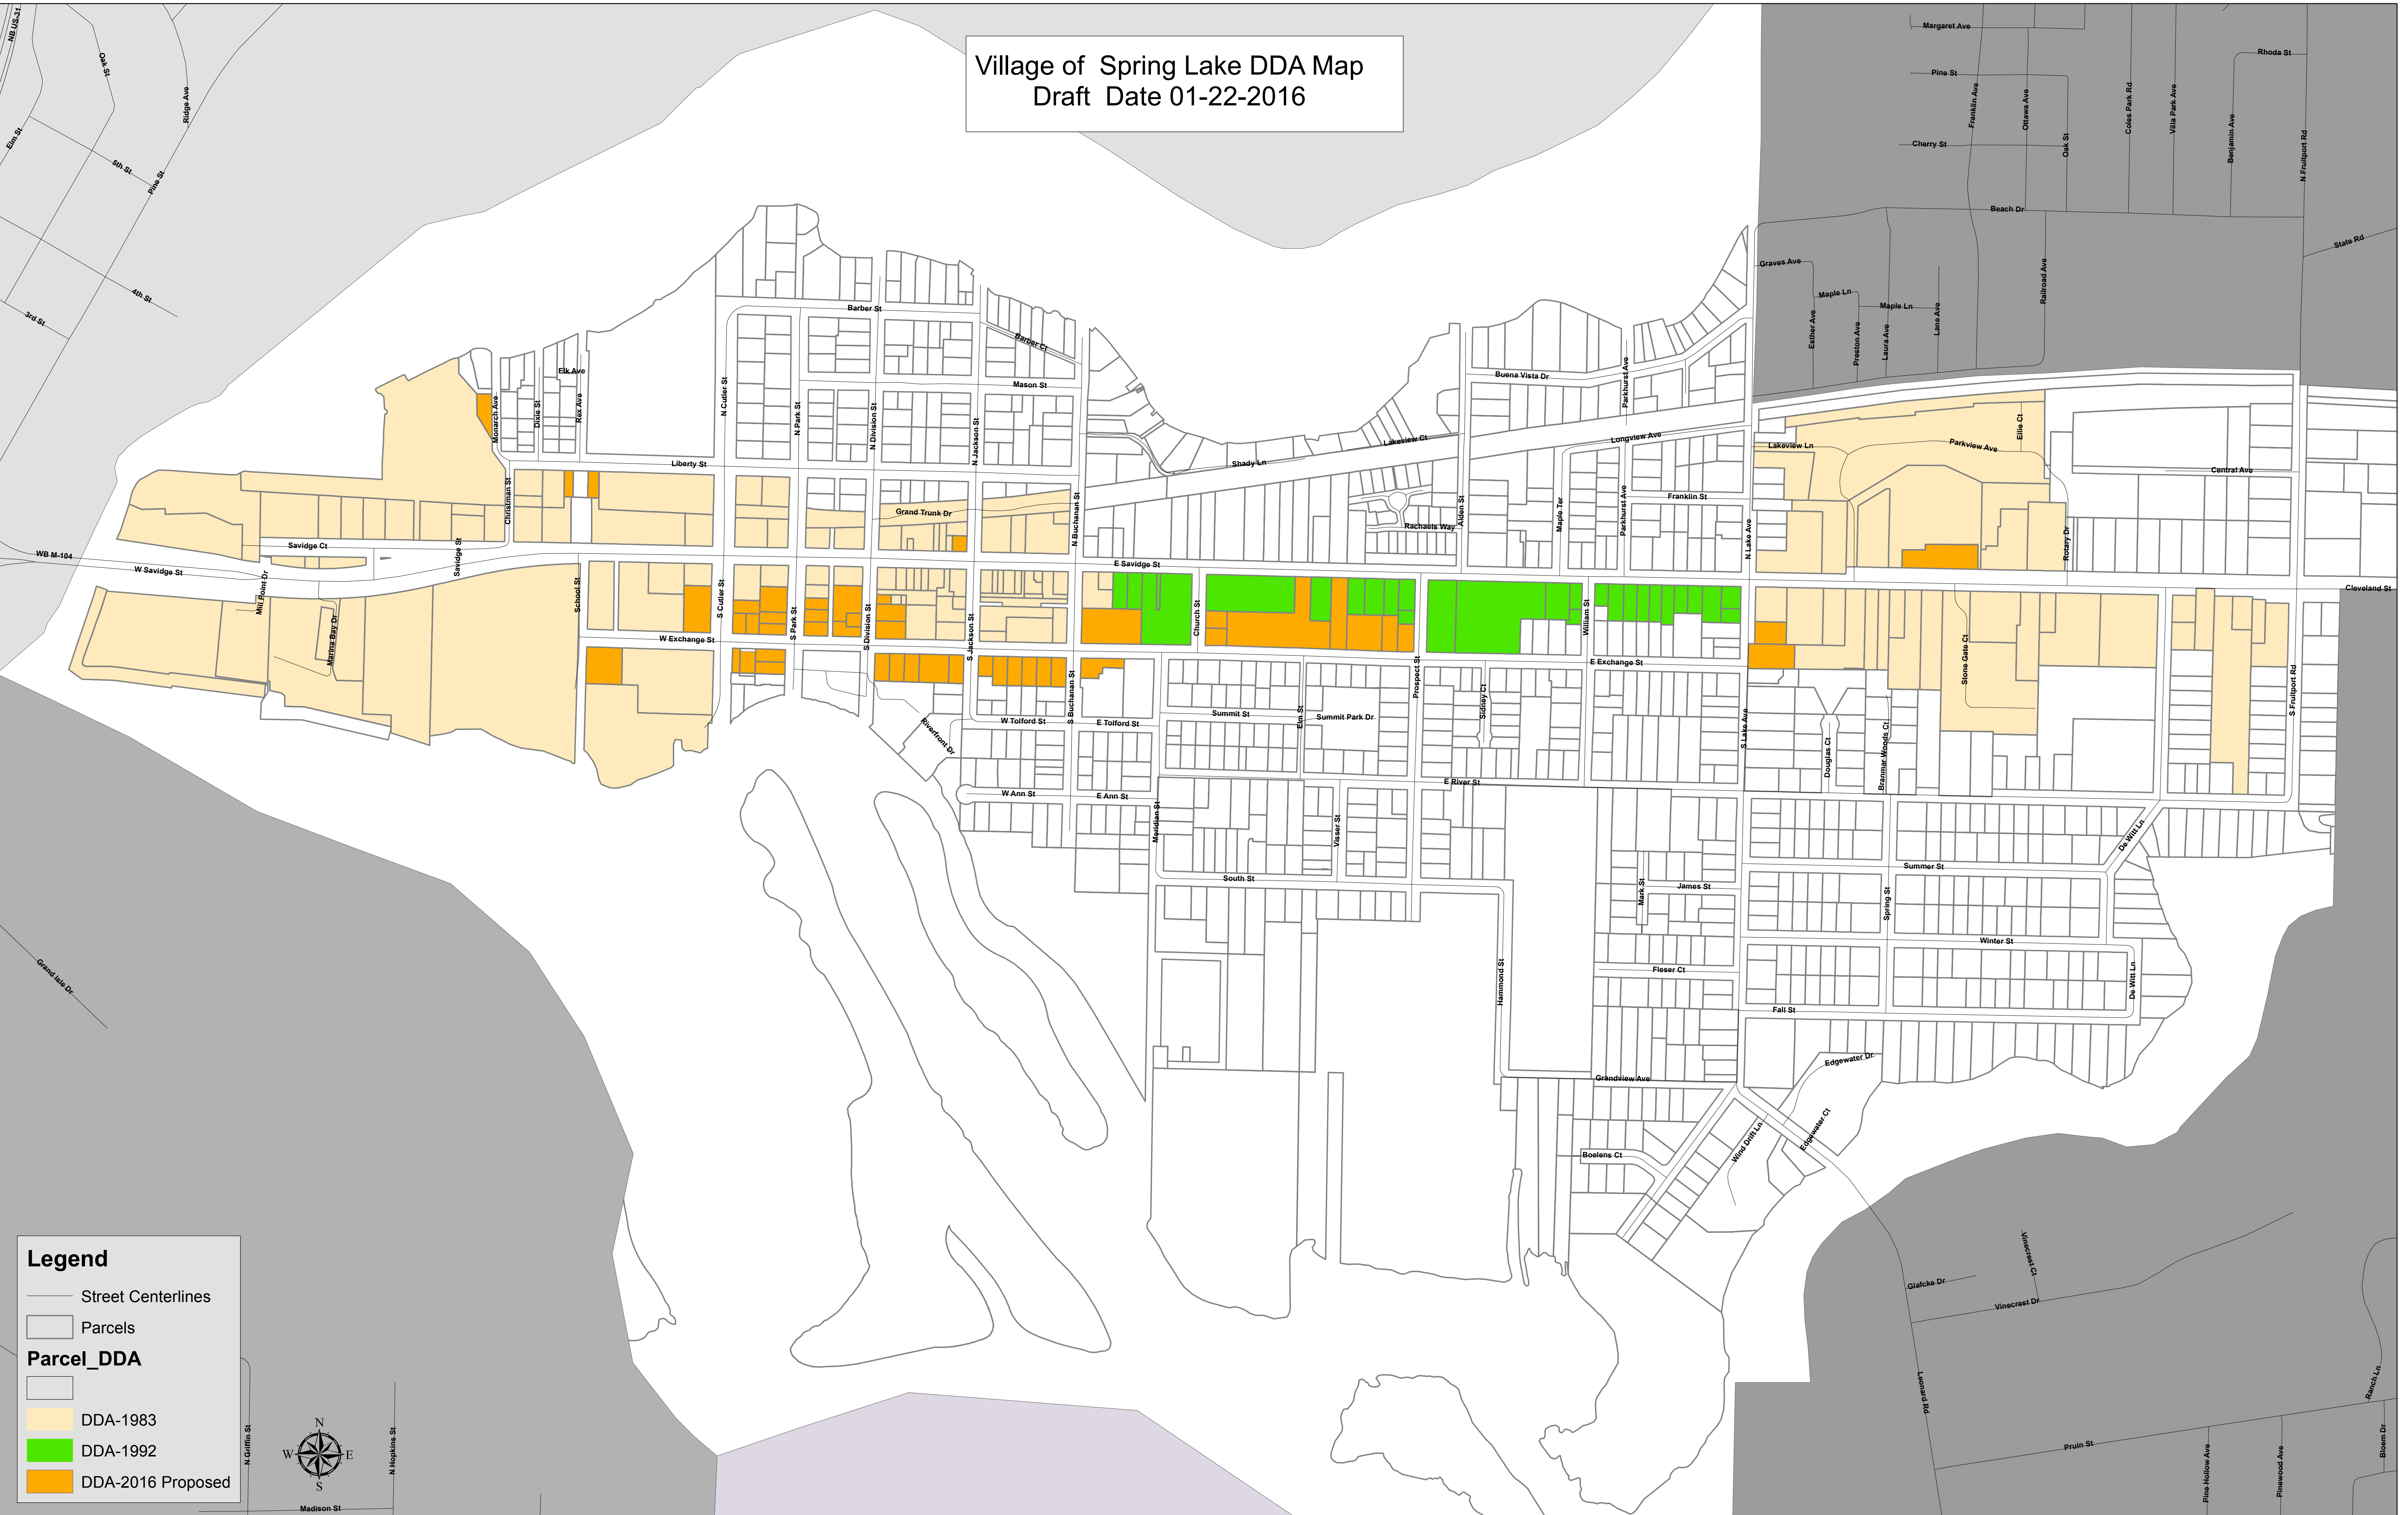 Village of Spring Lake DDA Map
Draft Date 01-22-2016
NB US-31
Oak St
Ridge Ave
Elm St
5th St
Pine St
4th St
3rd St
Margaret Ave
Rhoda St
Pine St
Franklin Ave
Ottawa Ave
Coles Park Rd
Villa Park Ave
Benjamin Ave
N Fruitport Rd
Cherry St
Oak St
Beach Dr
State Rd
Graves Ave
Maple Ln
Maple Ln
Railroad Ave
Esther Ave
Preston Ave
Laura Ave
Lane Ave
Barber St
Barber Ct
Elk Ave
Mason St
Buena Vista Dr
Parkhurst Ave
N Cutler St
Monarch Ave
Dixie St
Rex Ave
N Park St
N Division St
N Jackson St
Lakeview Ct
Longview Ave
Lakeview Ln
Parkview Ave
Ellie Ct
Liberty St
Shady Ln
Central Ave
Christman St
Grand Trunk Dr
N Buchanan St
Rachaels Way
Alden St
Maple Ter
Parkhurst Ave
Franklin St
N Lake Ave
Rotary Dr
Savidge Ct
WB M-104
Savidge St
W Savidge St
E Savidge St
Cleveland St
Mill Point Dr
Marina Bay Dr
School St
S Cutler St
S Park St
S Division St
S Jackson St
Church St
William St
W Exchange St
E Exchange St
Stone Gate Ct
S Fruitport Rd
S Buchanan St
Prospect St
Sidney Ct
Riverfront Dr
W Tolford St
E Tolford St
Summit St
Elm St
Summit Park Dr
S Lake Ave
Douglas Ct
Branmar Woods Ct
E River St
W Ann St
E Ann St
Meridian St
Visser St
De Witt Ln
Summer St
South St
Mark St
James St
Spring St
Winter St
Grand Isle Dr
Hammond St
Fleser Ct
De Witt Ln
Fall St
Edgewater Dr
Grandview Ave
Wind Drift Ln
Edgewater Ct
Boelens Ct
Vinecrest Ct
Glafcke Dr
Vinecrest Dr
Leonard Rd
Ranch Ln
Pruin St
Pine Hollow Ave
Pinewood Ave
Bloem Dr
Legend
Street Centerlines
Parcels
Parcel_DDA
DDA-1983
DDA-1992
DDA-2016 Proposed
N
W E
S
N Griffin St
N Hopkins St
Madison St